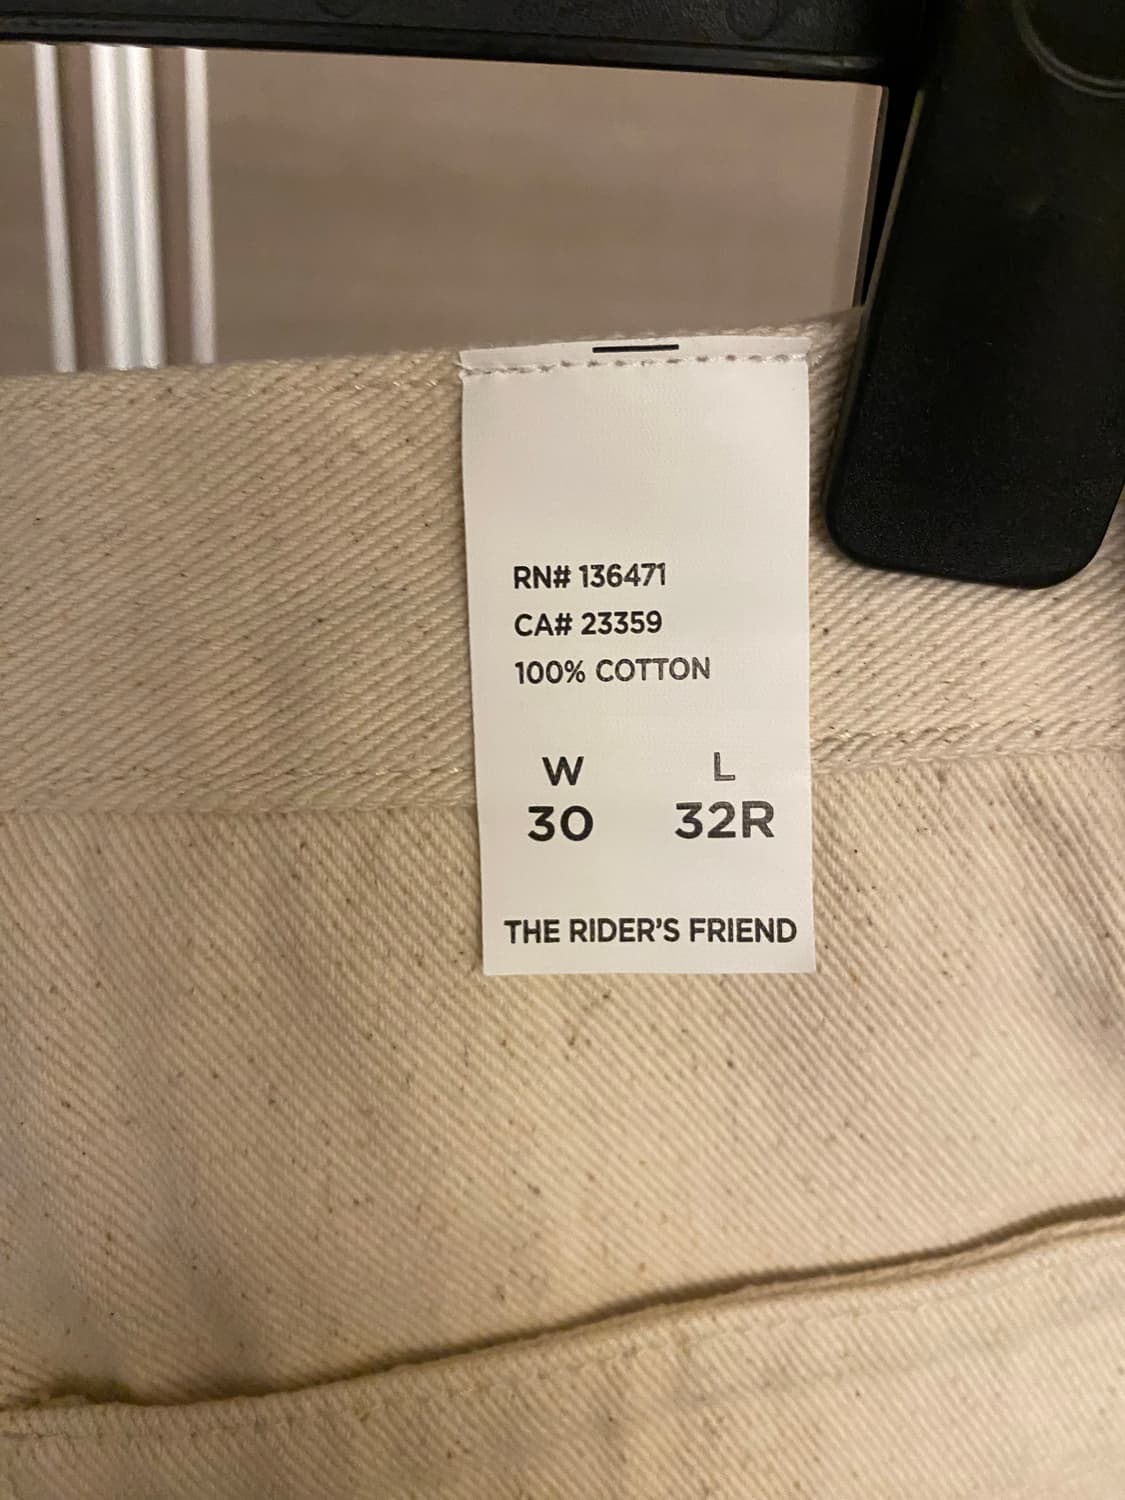 RN# 136471
CA# 23359
100% COTTON
W L
30 32R
THE RIDER'S FRIEND